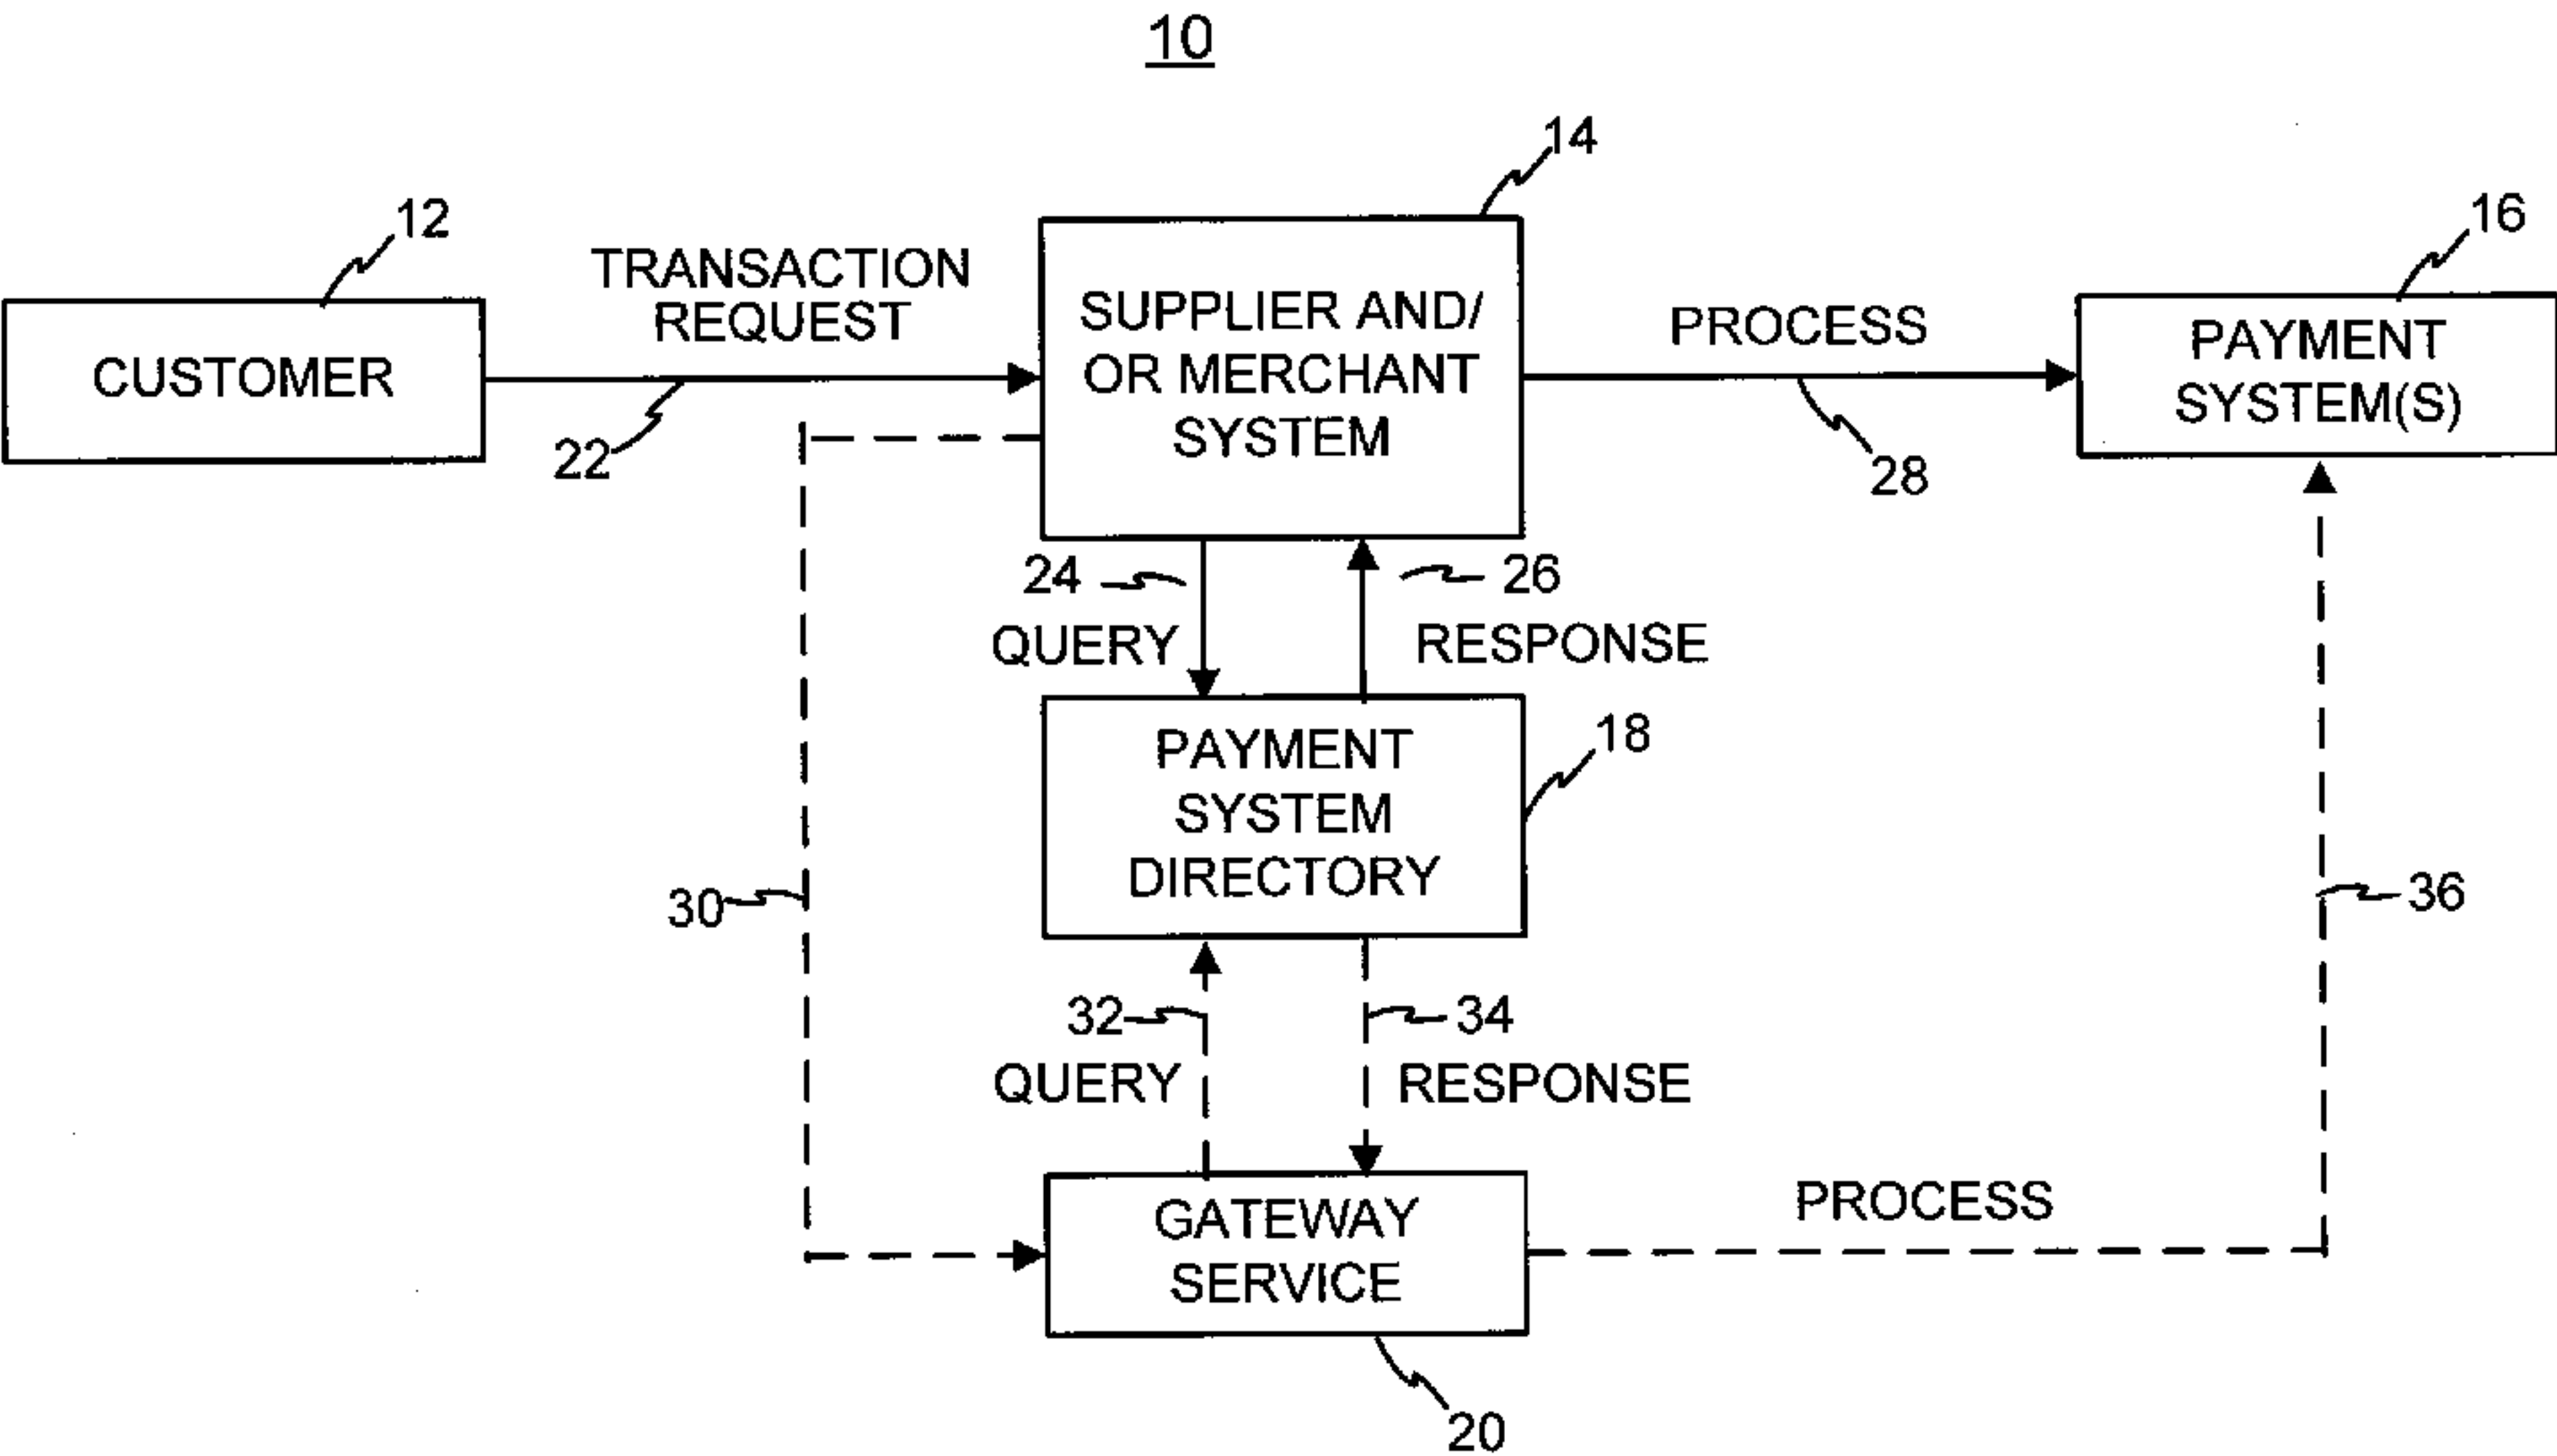 10
14
12
16
TRANSACTION
REQUEST
SUPPLIER AND/
OR MERCHANT
SYSTEM
PROCESS
PAYMENT
SYSTEM(S)
CUSTOMER
22
28
24
26
QUERY
RESPONSE
PAYMENT
SYSTEM
DIRECTORY
18
30
36
32
34
QUERY
RESPONSE
GATEWAY
SERVICE
PROCESS
20